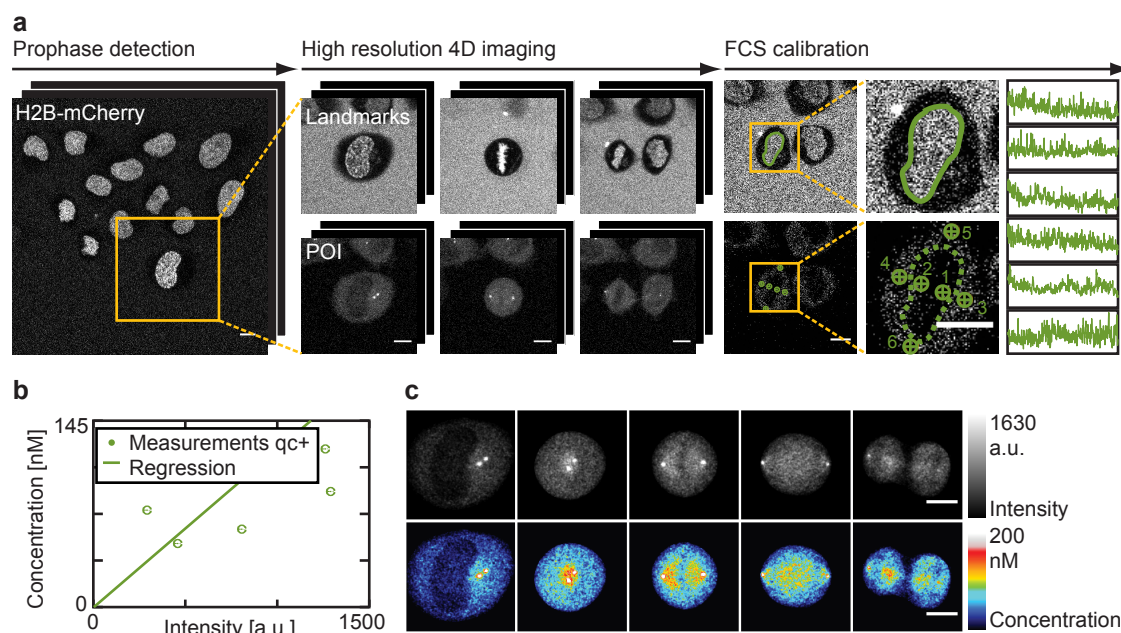 a
Prophase detection
High resolution 4D imaging
FCS calibration
H2B-mCherry
Landmarks
POI
5
4
2
1
3
6
b
145
Concentration [nM]
Measurements qc+
Regression
0
0
Intensity [a.u.]
1500
c
1630
a.u.
Intensity
200
nM
Concentration